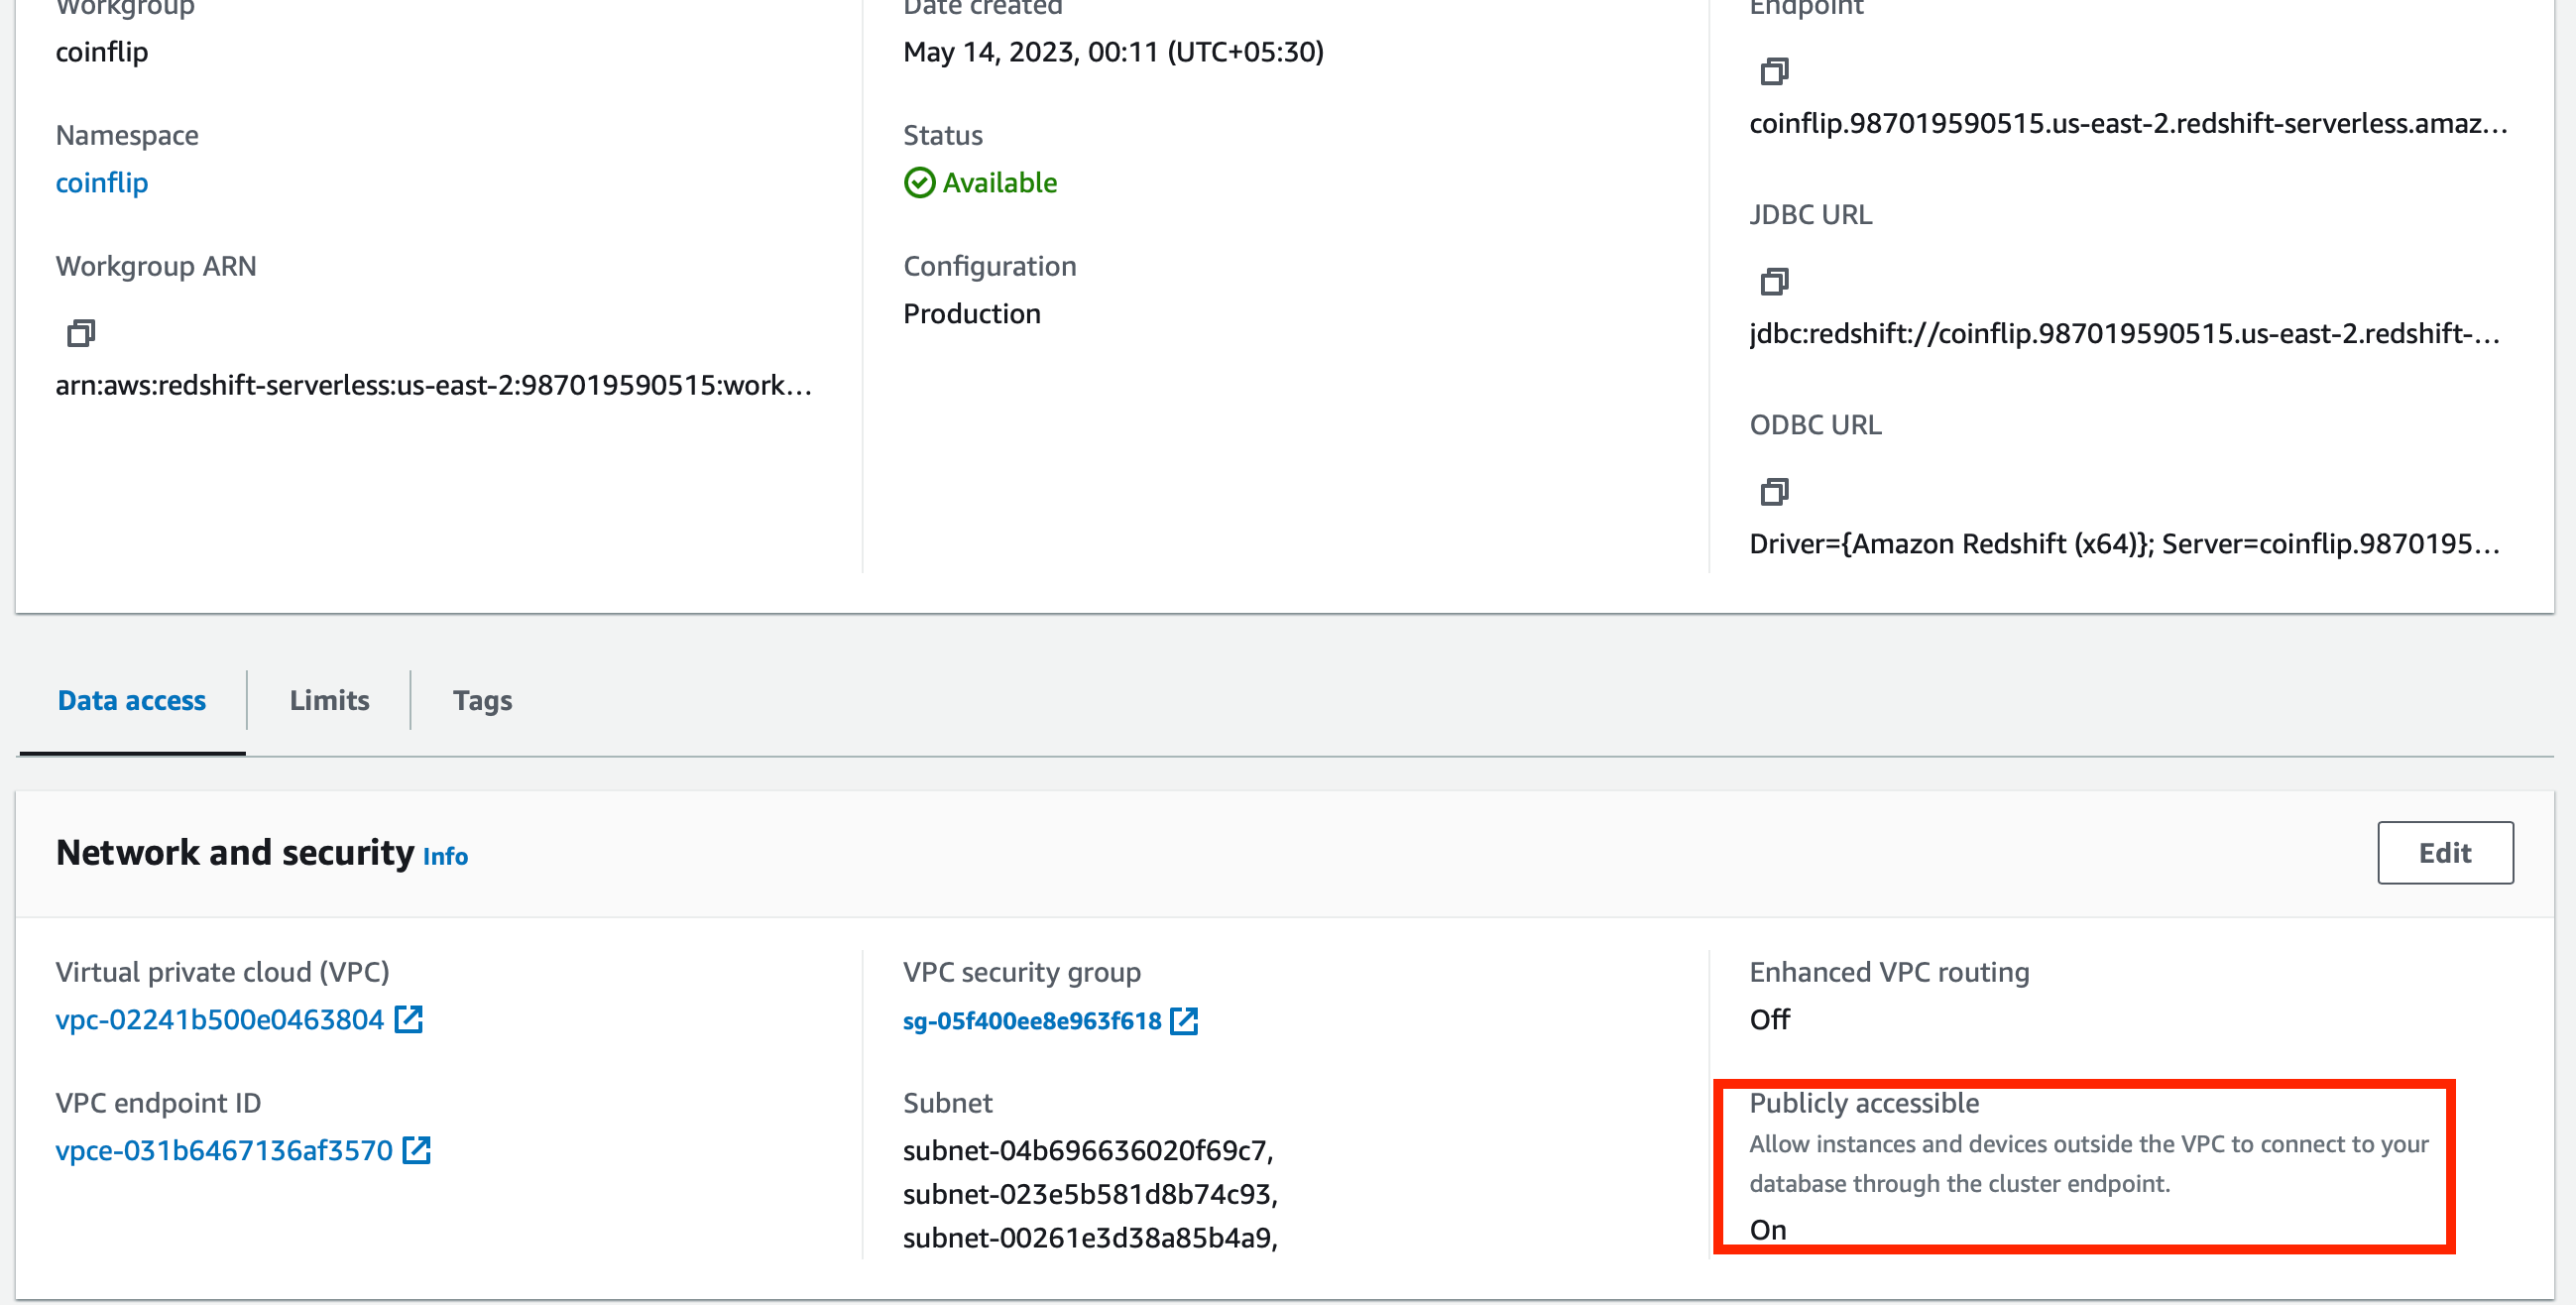 Workgroup
coinflip
Namespace
coinflip
Workgroup ARN
arn:aws:redshift-serverless:us-east-2:987019590515:work...
Date created
May 14, 2023, 00:11 (UTC+05:30)
Status
Available
Configuration
Production
Endpoint
coinflip.987019590515.us-east-2.redshift-serverless.amaz...
JDBC URL
jdbc:redshift://coinflip.987019590515.us-east-2.redshift-...
ODBC URL
Driver={Amazon Redshift (x64)}; Server=coinflip.9870195...
Data access
Limits
Tags
Network and security Info
Edit
Virtual private cloud (VPC)
vpc-02241b500e0463804
VPC endpoint ID
vpce-031b6467136af3570
VPC security group
sg-05f400ee8e963f618
Subnet
subnet-04b696636020f69c7,
subnet-023e5b581d8b74c93,
subnet-00261e3d38a85b4a9,
Enhanced VPC routing
Off
Publicly accessible
Allow instances and devices outside the VPC to connect to your
database through the cluster endpoint.
On